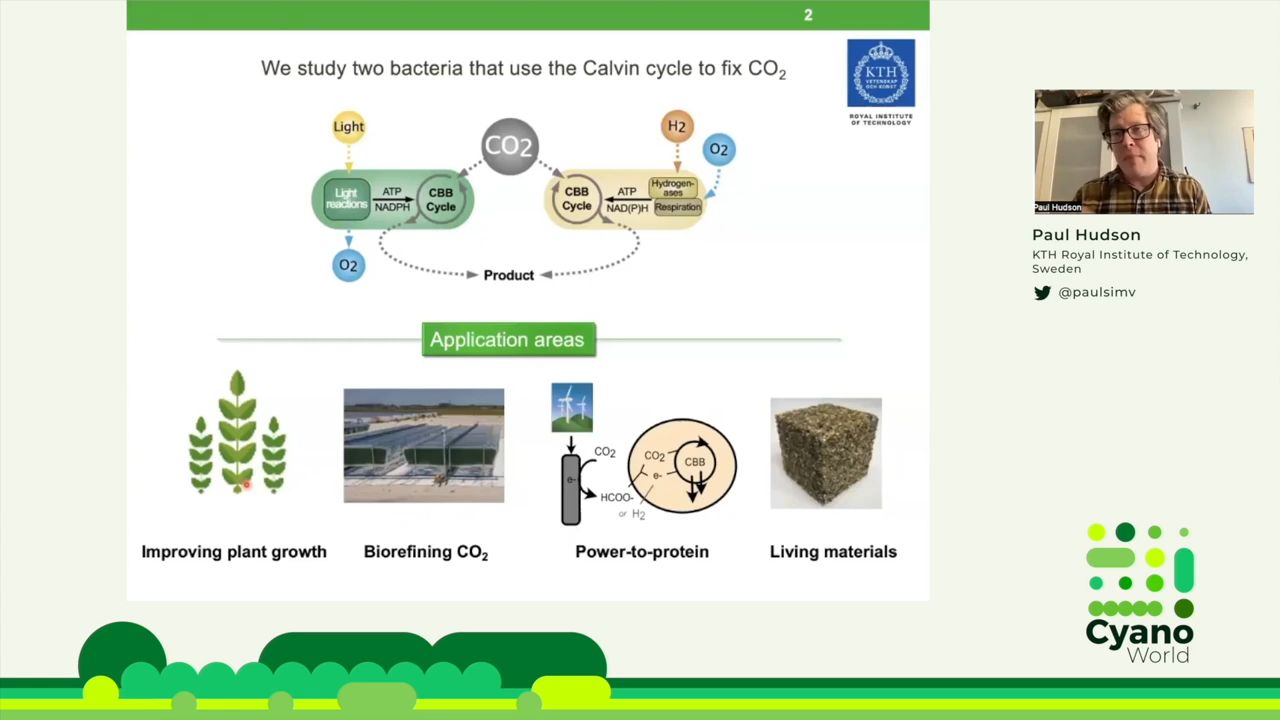 2
We study two bacteria that use the Calvin cycle to fix CO₂
KTH
VETENSKAP
OCH KONST
ROYAL INSTITUTE
OF TECHNOLOGY
Light
CO₂
H2
O2
Light
reactions
ATP
NADPH
CBB
Cycle
CBB
Cycle
ATP
NAD(P)H
Hydrogen-
ases
Respiration
O2
Product
Application areas
CO₂
e-
HCOO-
or H₂
CO₂
e-
CBB
Improving plant growth
Biorefining CO₂
Power-to-protein
Living materials
Paul Hudson
Paul Hudson
KTH Royal Institute of Technology,
Sweden
@paulsimv
Cyano
World